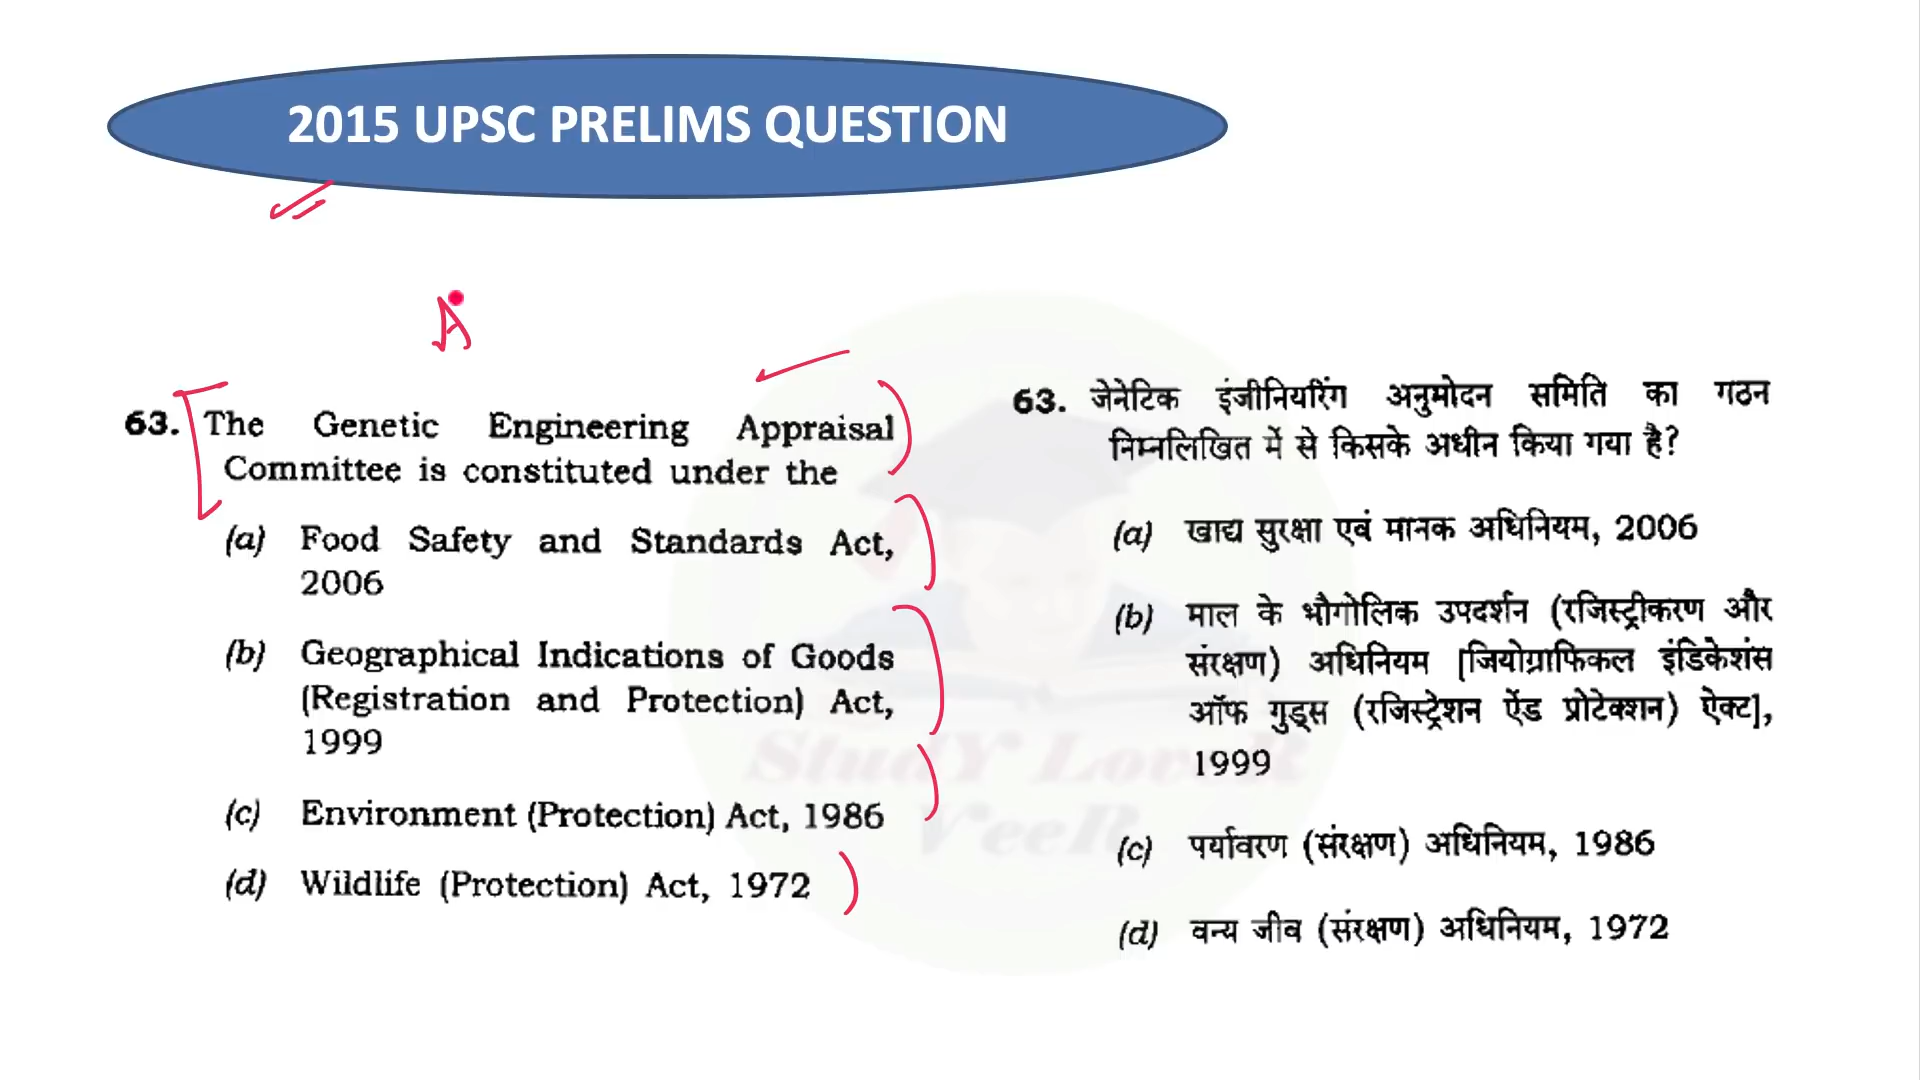 2015 UPSC PRELIMS QUESTION
A
63. The Genetic Engineering Appraisal
Committee is constituted under the
(a) Food Safety and Standards Act,
2006
(b) Geographical Indications of Goods
(Registration and Protection) Act,
1999
(c) Environment (Protection) Act, 1986
(d) Wildlife (Protection) Act, 1972
63. जेनेटिक इंजीनियरिंग अनुमोदन समिति का गठन
निम्नलिखित में से किसके अधीन किया गया है?
(a) खाद्य सुरक्षा एवं मानक अधिनियम, 2006
(b) माल के भौगोलिक उपदर्शन (रजिस्ट्रीकरण और
संरक्षण) अधिनियम [जियोग्राफिकल इंडिकेशंस
ऑफ गुड्स (रजिस्ट्रेशन ऐंड प्रोटेक्शन) ऐक्ट],
1999
(c) पर्यावरण (संरक्षण) अधिनियम, 1986
(d) वन्य जीव (संरक्षण) अधिनियम, 1972
StudY LoveR
VeeR